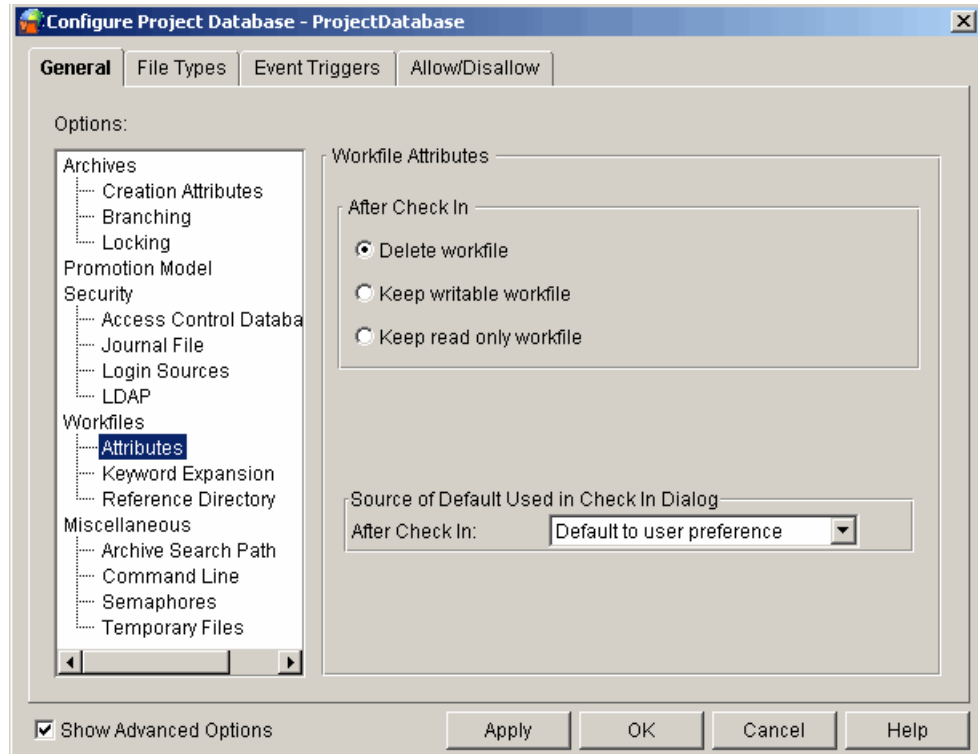 Configure Project Database - ProjectDatabase
General File Types Event Triggers Allow/Disallow
Options:
Archives
Creation Attributes
Branching
Locking
Promotion Model
Security
Access Control Databa
Journal File
Login Sources
LDAP
Workfiles
Attributes
Keyword Expansion
Reference Directory
Miscellaneous
Archive Search Path
Command Line
Semaphores
Temporary Files
Workfile Attributes
After Check In
Delete workfile
Keep writable workfile
Keep read only workfile
Source of Default Used in Check In Dialog
After Check In: Default to user preference
Show Advanced Options
Apply OK Cancel Help